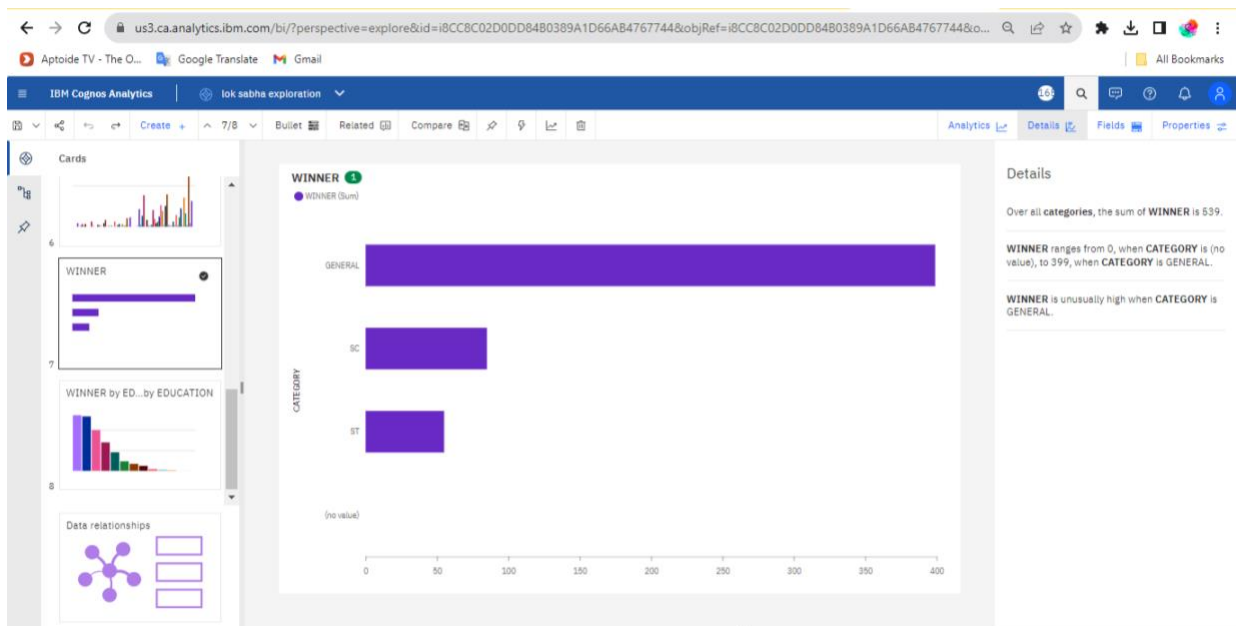 us3.ca.analytics.ibm.com/bi/?perspective=explore&id=i8CC8C02D0DD84B0389A1D66AB4767744&objRef=i8CC8C02D0DD84B0389A1D66AB4767744&o...
Aptoide TV - The O... Google Translate Gmail All Bookmarks
IBM Cognos Analytics lok sabha exploration
Create + 7/8 Bullet Related Compare Analytics Details Fields Properties
Cards
6
WINNER
7
WINNER by ED...by EDUCATION
8
Data relationships
WINNER 1
WINNER (Sum)
CATEGORY
GENERAL
SC
ST
(no value)
0 50 100 150 200 250 300 350 400
Details
Over all categories, the sum of WINNER is 539.
WINNER ranges from 0, when CATEGORY is (no
value), to 399, when CATEGORY is GENERAL.
WINNER is unusually high when CATEGORY is
GENERAL.